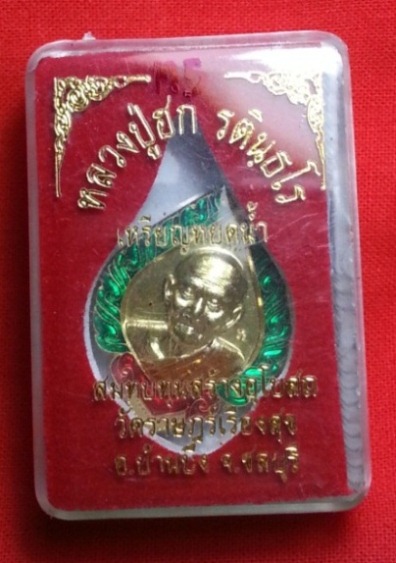 หลวงปู่ฮก รตินฺธโร
เหรียญหยดน้ำ
สมทบทุนสร้างอุโบสถ
วัดราษฎร์เรืองสุข
อ.บ้านบึง จ.ชลบุรี